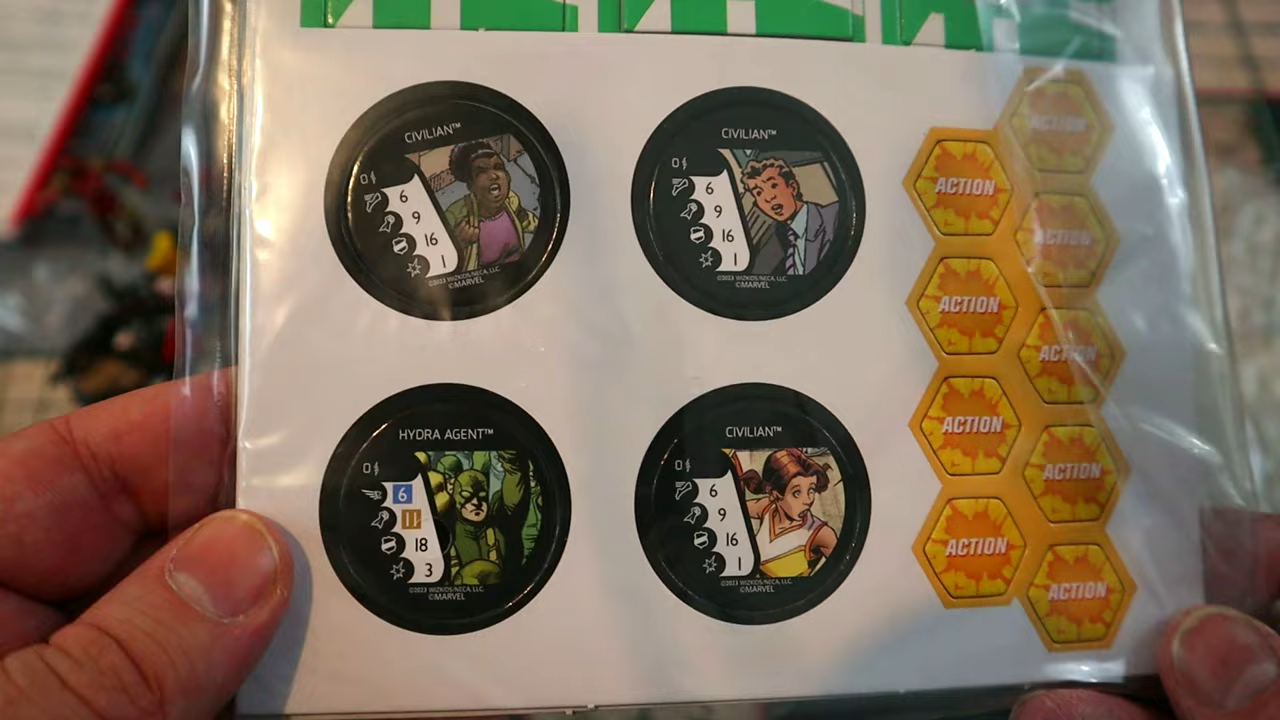 CIVILIAN™
0
6
9
16
1
©2023 WIZKIDS/NECA, LLC.
©MARVEL
CIVILIAN™
0
6
9
16
1
©2023 WIZKIDS/NECA, LLC.
©MARVEL
HYDRA AGENT™
0
6
11
18
3
©2023 WIZKIDS/NECA, LLC.
©MARVEL
CIVILIAN™
0
6
9
16
1
©2023 WIZKIDS/NECA, LLC.
©MARVEL
ACTION
ACTION
ACTION
ACTION
ACTION
ACTION
ACTION
ACTION
ACTION